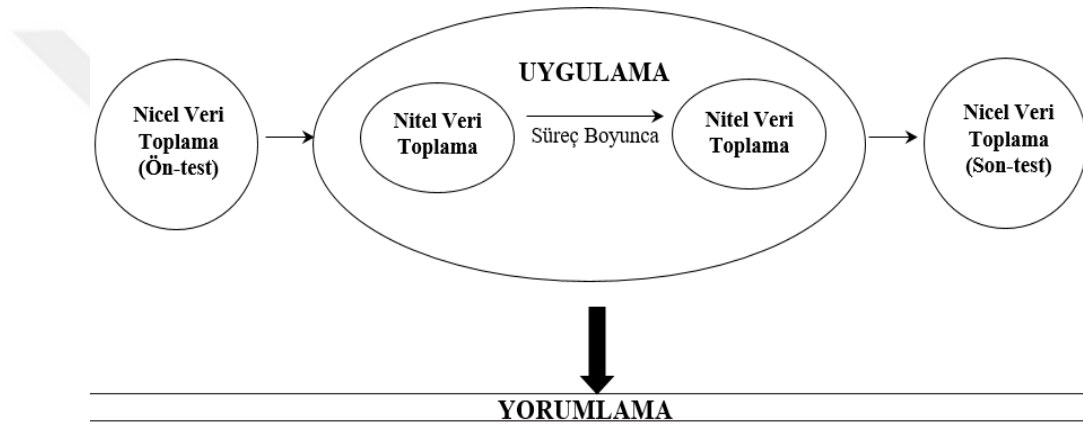 Nicel Veri
Toplama
(Ön-test)
UYGULAMA
Nitel Veri
Toplama
Süreç Boyunca
Nitel Veri
Toplama
Nicel Veri
Toplama
(Son-test)
YORUMLAMA